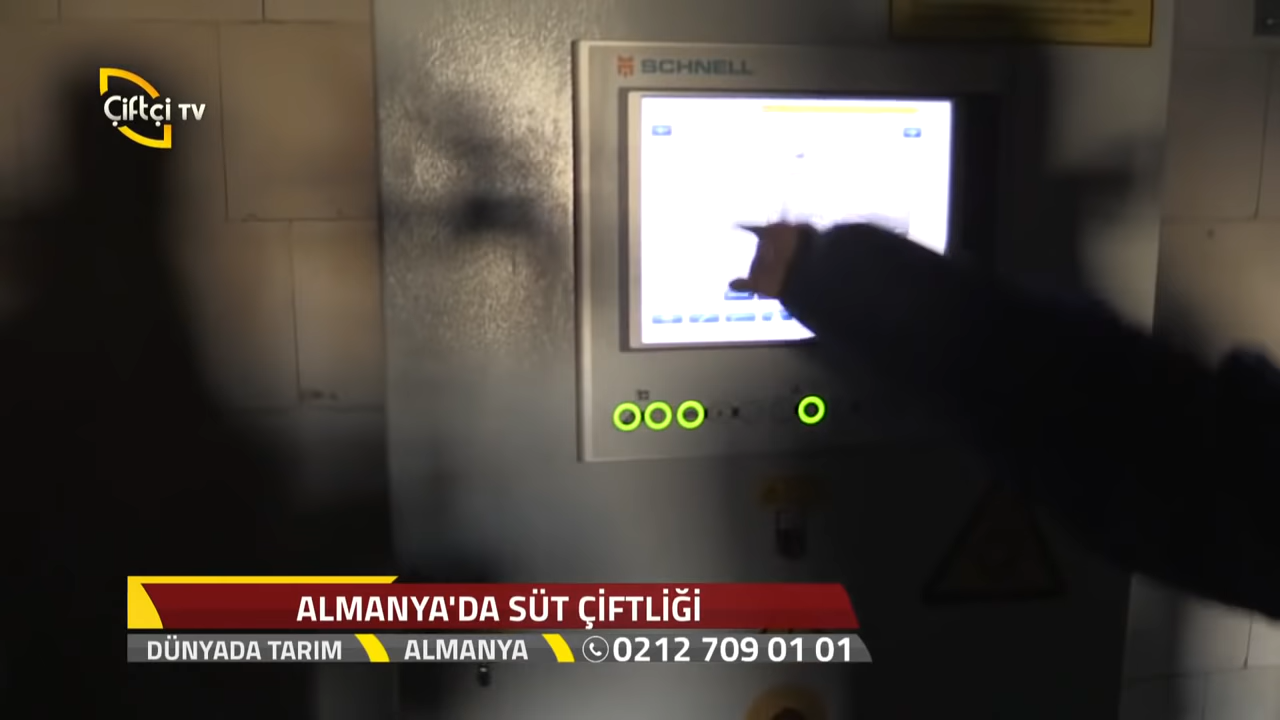 SCHNELL
Çiftçi TV
ALMANYA'DA SÜT ÇİFTLİĞİ
DÜNYADA TARIM ALMANYA 0212 709 01 01